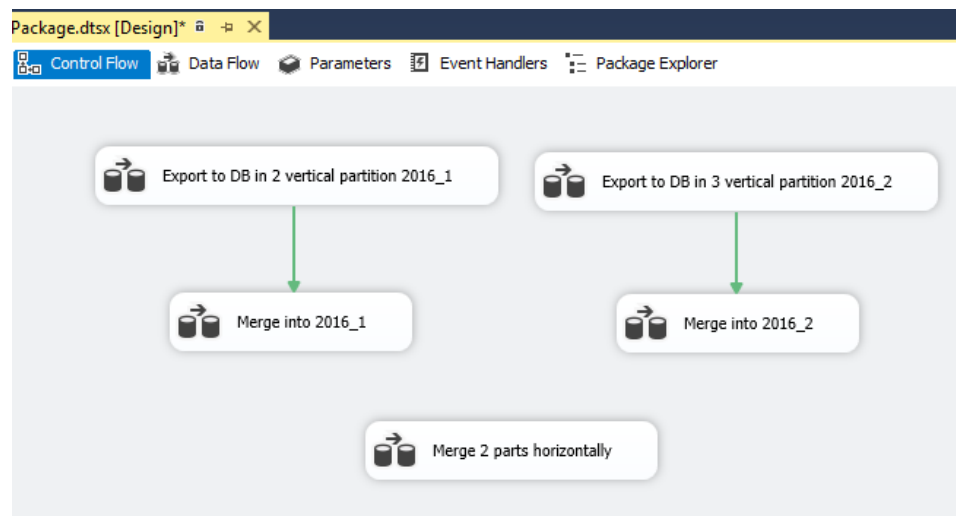 Package.dtsx [Design]*
Control Flow Data Flow Parameters Event Handlers Package Explorer
Export to DB in 2 vertical partition 2016_1
Export to DB in 3 vertical partition 2016_2
Merge into 2016_1
Merge into 2016_2
Merge 2 parts horizontally